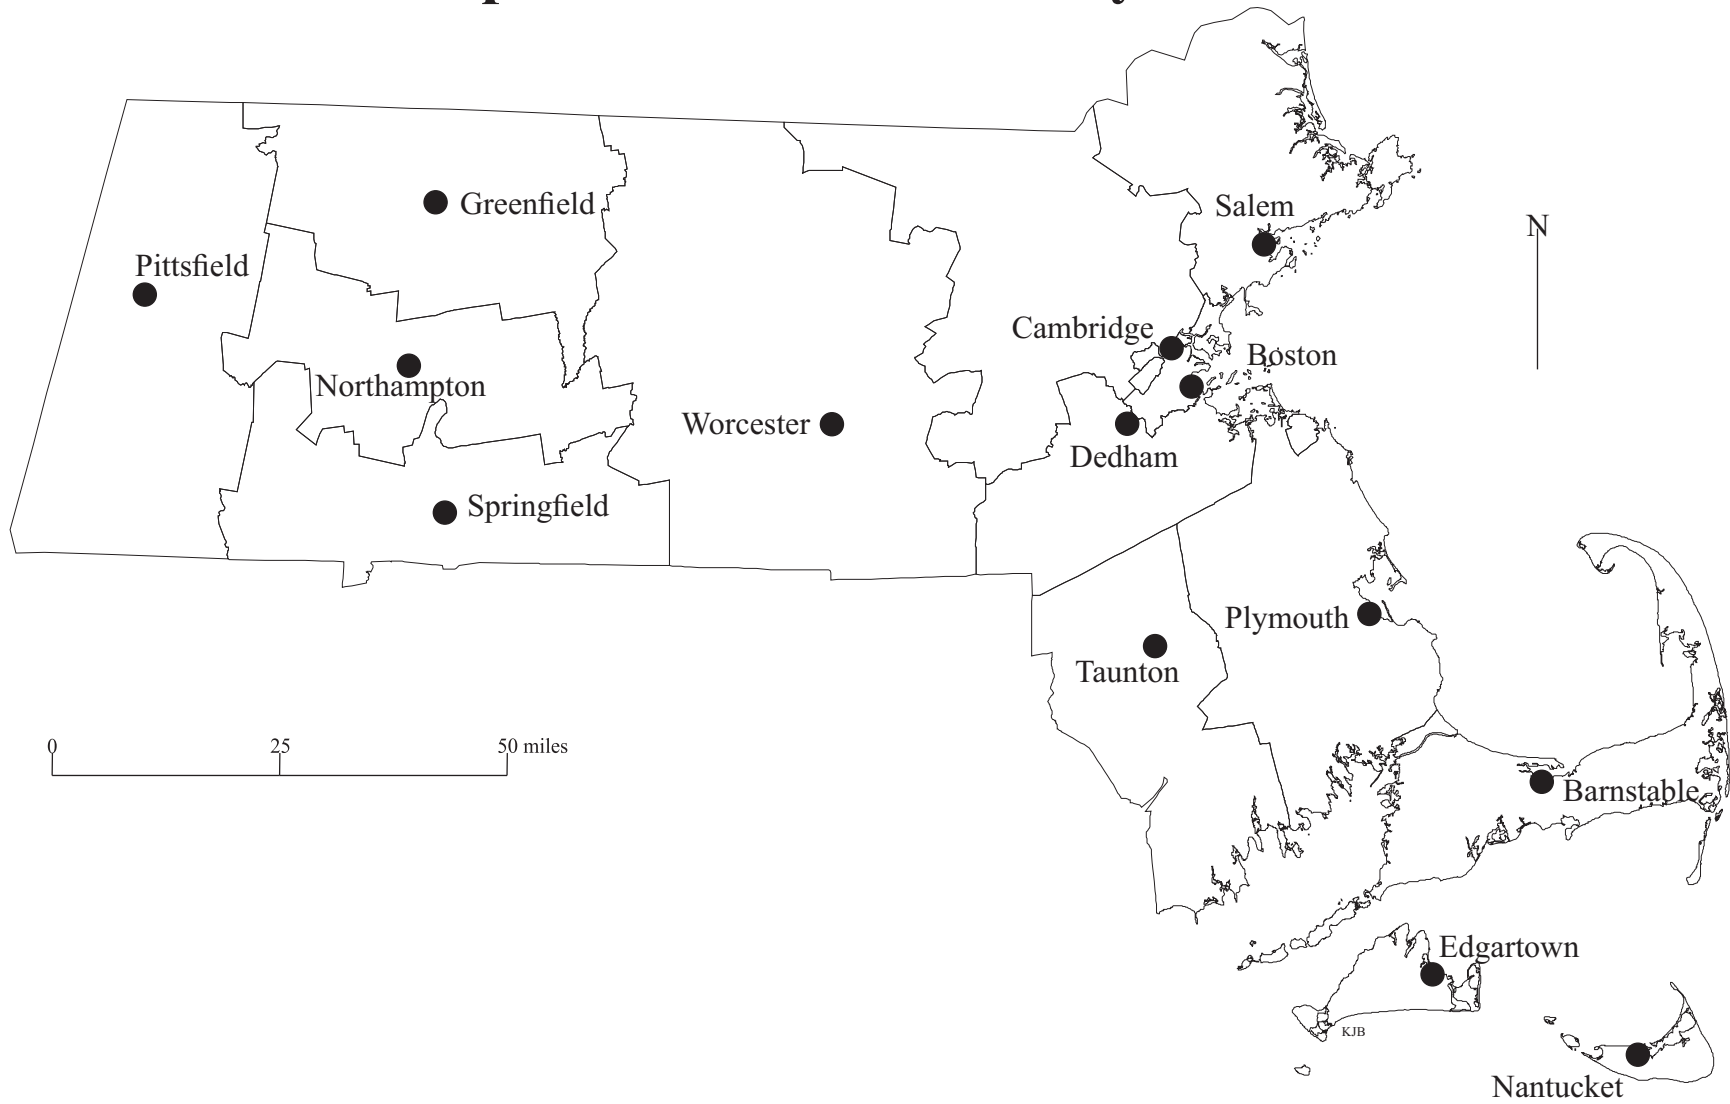 Salem
Greenfield
N
Pittsfield
Cambridge
Boston
Northampton
Worcester
Dedham
Springfield
Plymouth
Taunton
0 25 50 miles
Barnstable
Edgartown
KJB
Nantucket